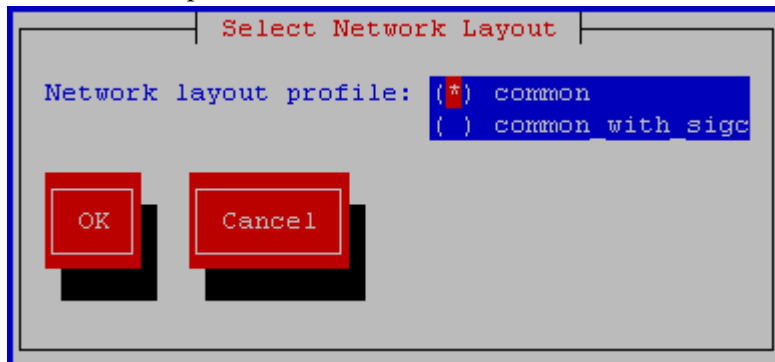 Select Network Layout
Network layout profile: (*) common
( ) common_with_sigc
OK Cancel